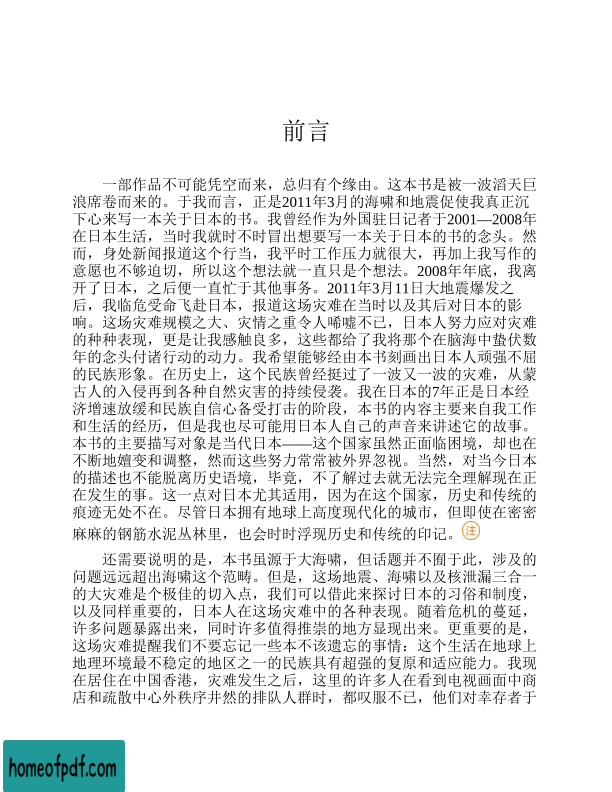 前言
一部作品不可能凭空而来，总归有个缘由。这本书是被一波滔天巨
浪席卷而来的。于我而言，正是2011年3月的海啸和地震促使我真正沉
下心来写一本关于日本的书。我曾经作为外国驻日记者于2001—2008年
在日本生活，当时我就时不时冒出想要写一本关于日本的书的念头。然
而，身处新闻报道这个行当，我平时工作压力就很大，再加上我写作的
意愿也不够迫切，所以这个想法就一直只是个想法。2008年年底，我离
开了日本，之后便一直忙于其他事务。2011年3月11日大地震爆发之
后，我临危受命飞赴日本，报道这场灾难在当时以及其后对日本的影
响。这场灾难规模之大、灾情之重令人唏嘘不已，日本人努力应对灾难
的种种表现，更是让我感触良多，这些都给了我将那个在脑海中蛰伏数
年的念头付诸行动的动力。我希望能够经由本书刻画出日本人顽强不屈
的民族形象。在历史上，这个民族曾经挺过了一波又一波的灾难，从蒙
古人的入侵再到各种自然灾害的持续侵袭。我在日本的7年正是日本经
济增速放缓和民族自信心备受打击的阶段，本书的内容主要来自我工作
和生活的经历，但是我也尽可能用日本人自己的声音来讲述它的故事。
本书的主要描写对象是当代日本——这个国家虽然正面临困境，却也在
不断地嬗变和调整，然而这些努力常常被外界忽视。当然，对当今日本
的描述也不能脱离历史语境，毕竟，不了解过去就无法完全理解现在正
在发生的事。这一点对日本尤其适用，因为在这个国家，历史和传统的
痕迹无处不在。尽管日本拥有地球上高度现代化的城市，但即使在密密
麻麻的钢筋水泥丛林里，也会时时浮现历史和传统的印记。注
还需要说明的是，本书虽源于大海啸，但话题并不囿于此，涉及的
问题远远超出海啸这个范畴。但是，这场地震、海啸以及核泄漏三合一
的大灾难是个极佳的切入点，我们可以借此来探讨日本的习俗和制度，
以及同样重要的，日本人在这场灾难中的各种表现。随着危机的蔓延，
许多问题暴露出来，同时许多值得推崇的地方显现出来。更重要的是，
这场灾难提醒我们不要忘记一些本不该遗忘的事情：这个生活在地球上
地理环境最不稳定的地区之一的民族具有超强的复原和适应能力。我现
在居住在中国香港，灾难发生之后，这里的许多人在看到电视画面中商
店和疏散中心外秩序井然的排队人群时，都叹服不已，他们对幸存者于
homeofpdf.com